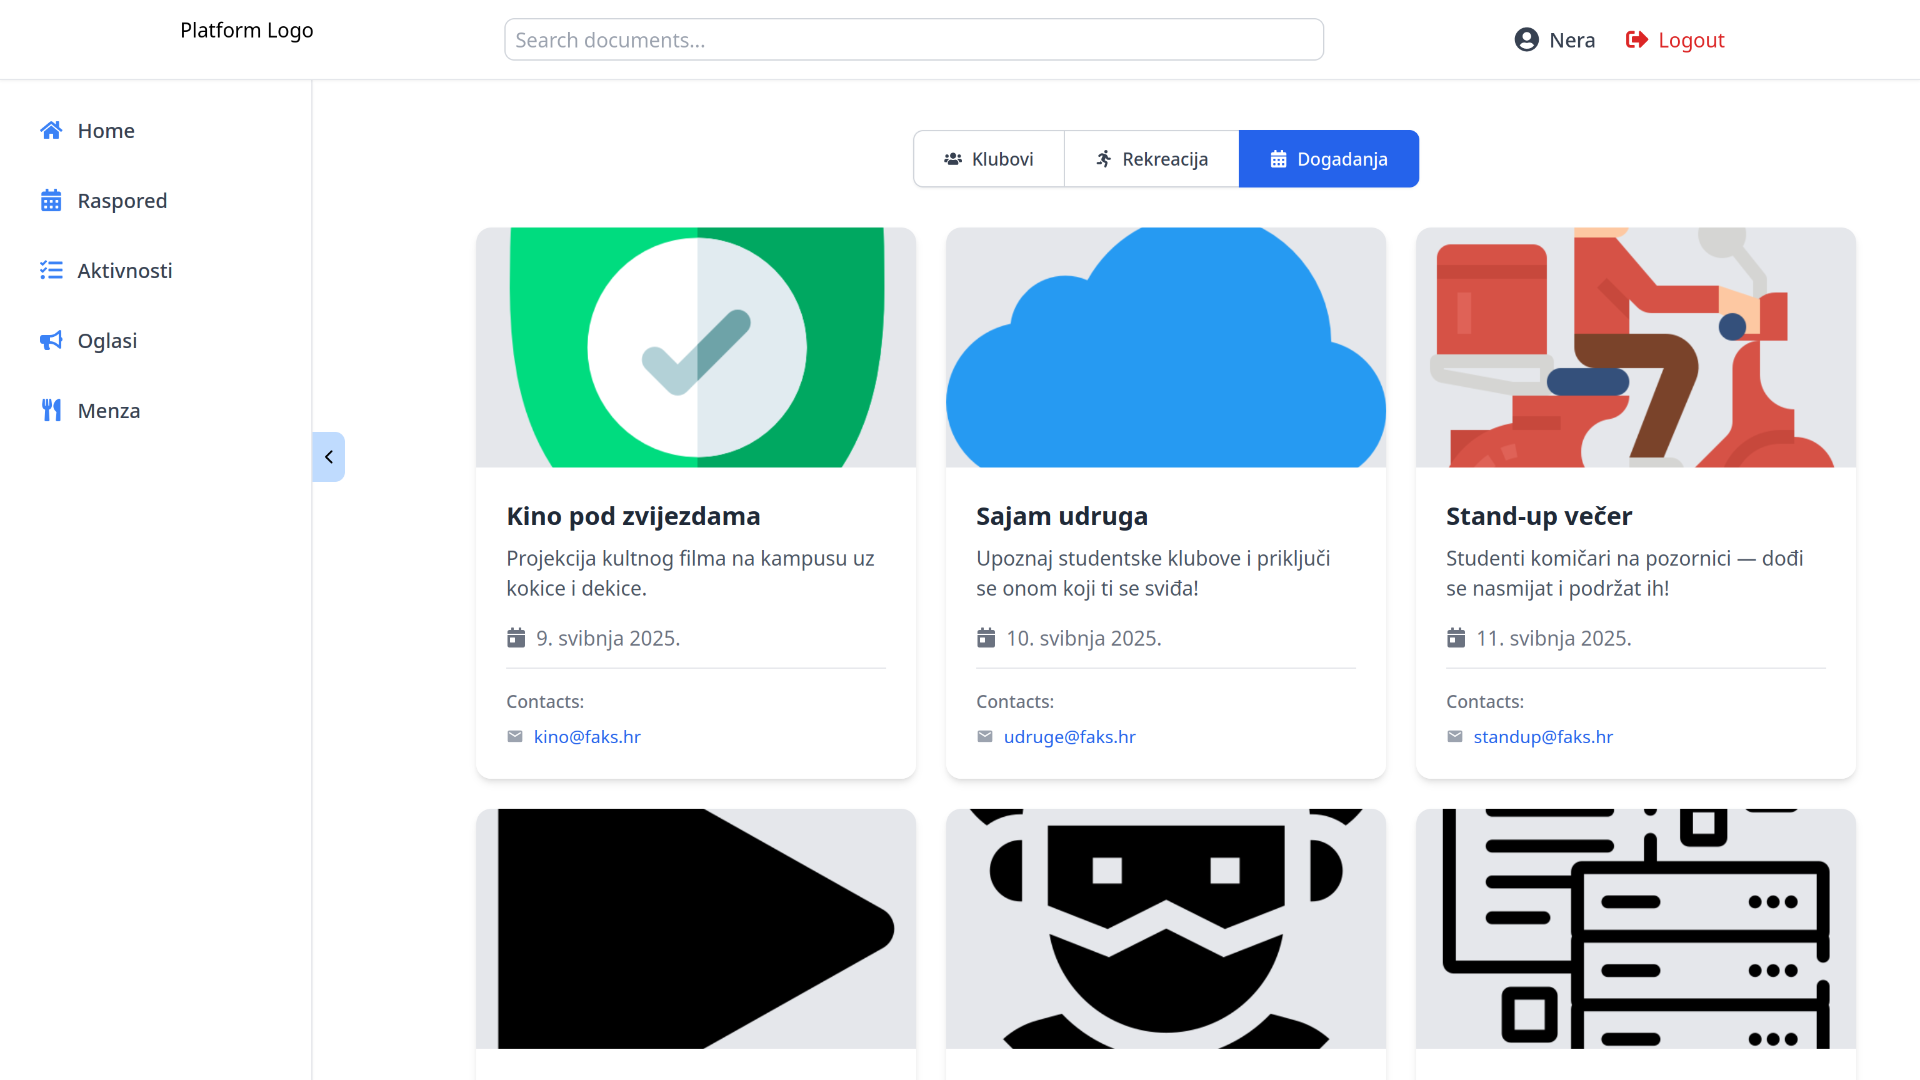 Platform Logo
Search documents...
Nera
Logout
Home
Raspored
Aktivnosti
Oglasi
Menza
Klubovi
Rekreacija
Dogadanja
Kino pod zvijezdama
Projekcija kultnog filma na kampusu uz
kokice i dekice.
9. svibnja 2025.
Contacts:
kino@faks.hr
Sajam udruga
Upoznaj studentske klubove i priključi
se onom koji ti se sviđa!
10. svibnja 2025.
Contacts:
udruge@faks.hr
Stand-up večer
Studenti komičari na pozornici — dođi
se nasmijat i podržat ih!
11. svibnja 2025.
Contacts:
standup@faks.hr